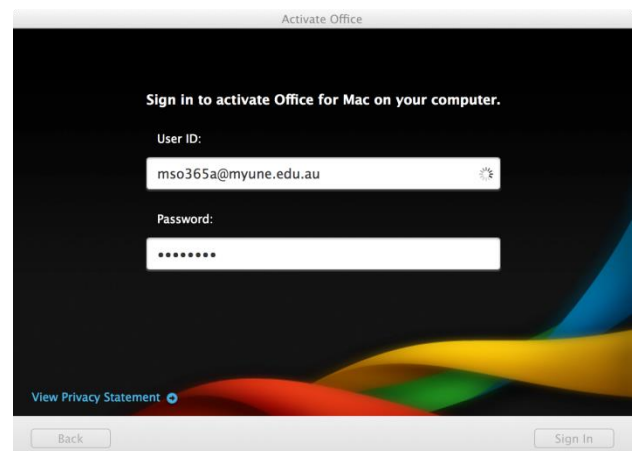 Activate Office
Sign in to activate Office for Mac on your computer.
User ID:
mso365a@myune.edu.au
Password:
••••••••
View Privacy Statement
Back
Sign In